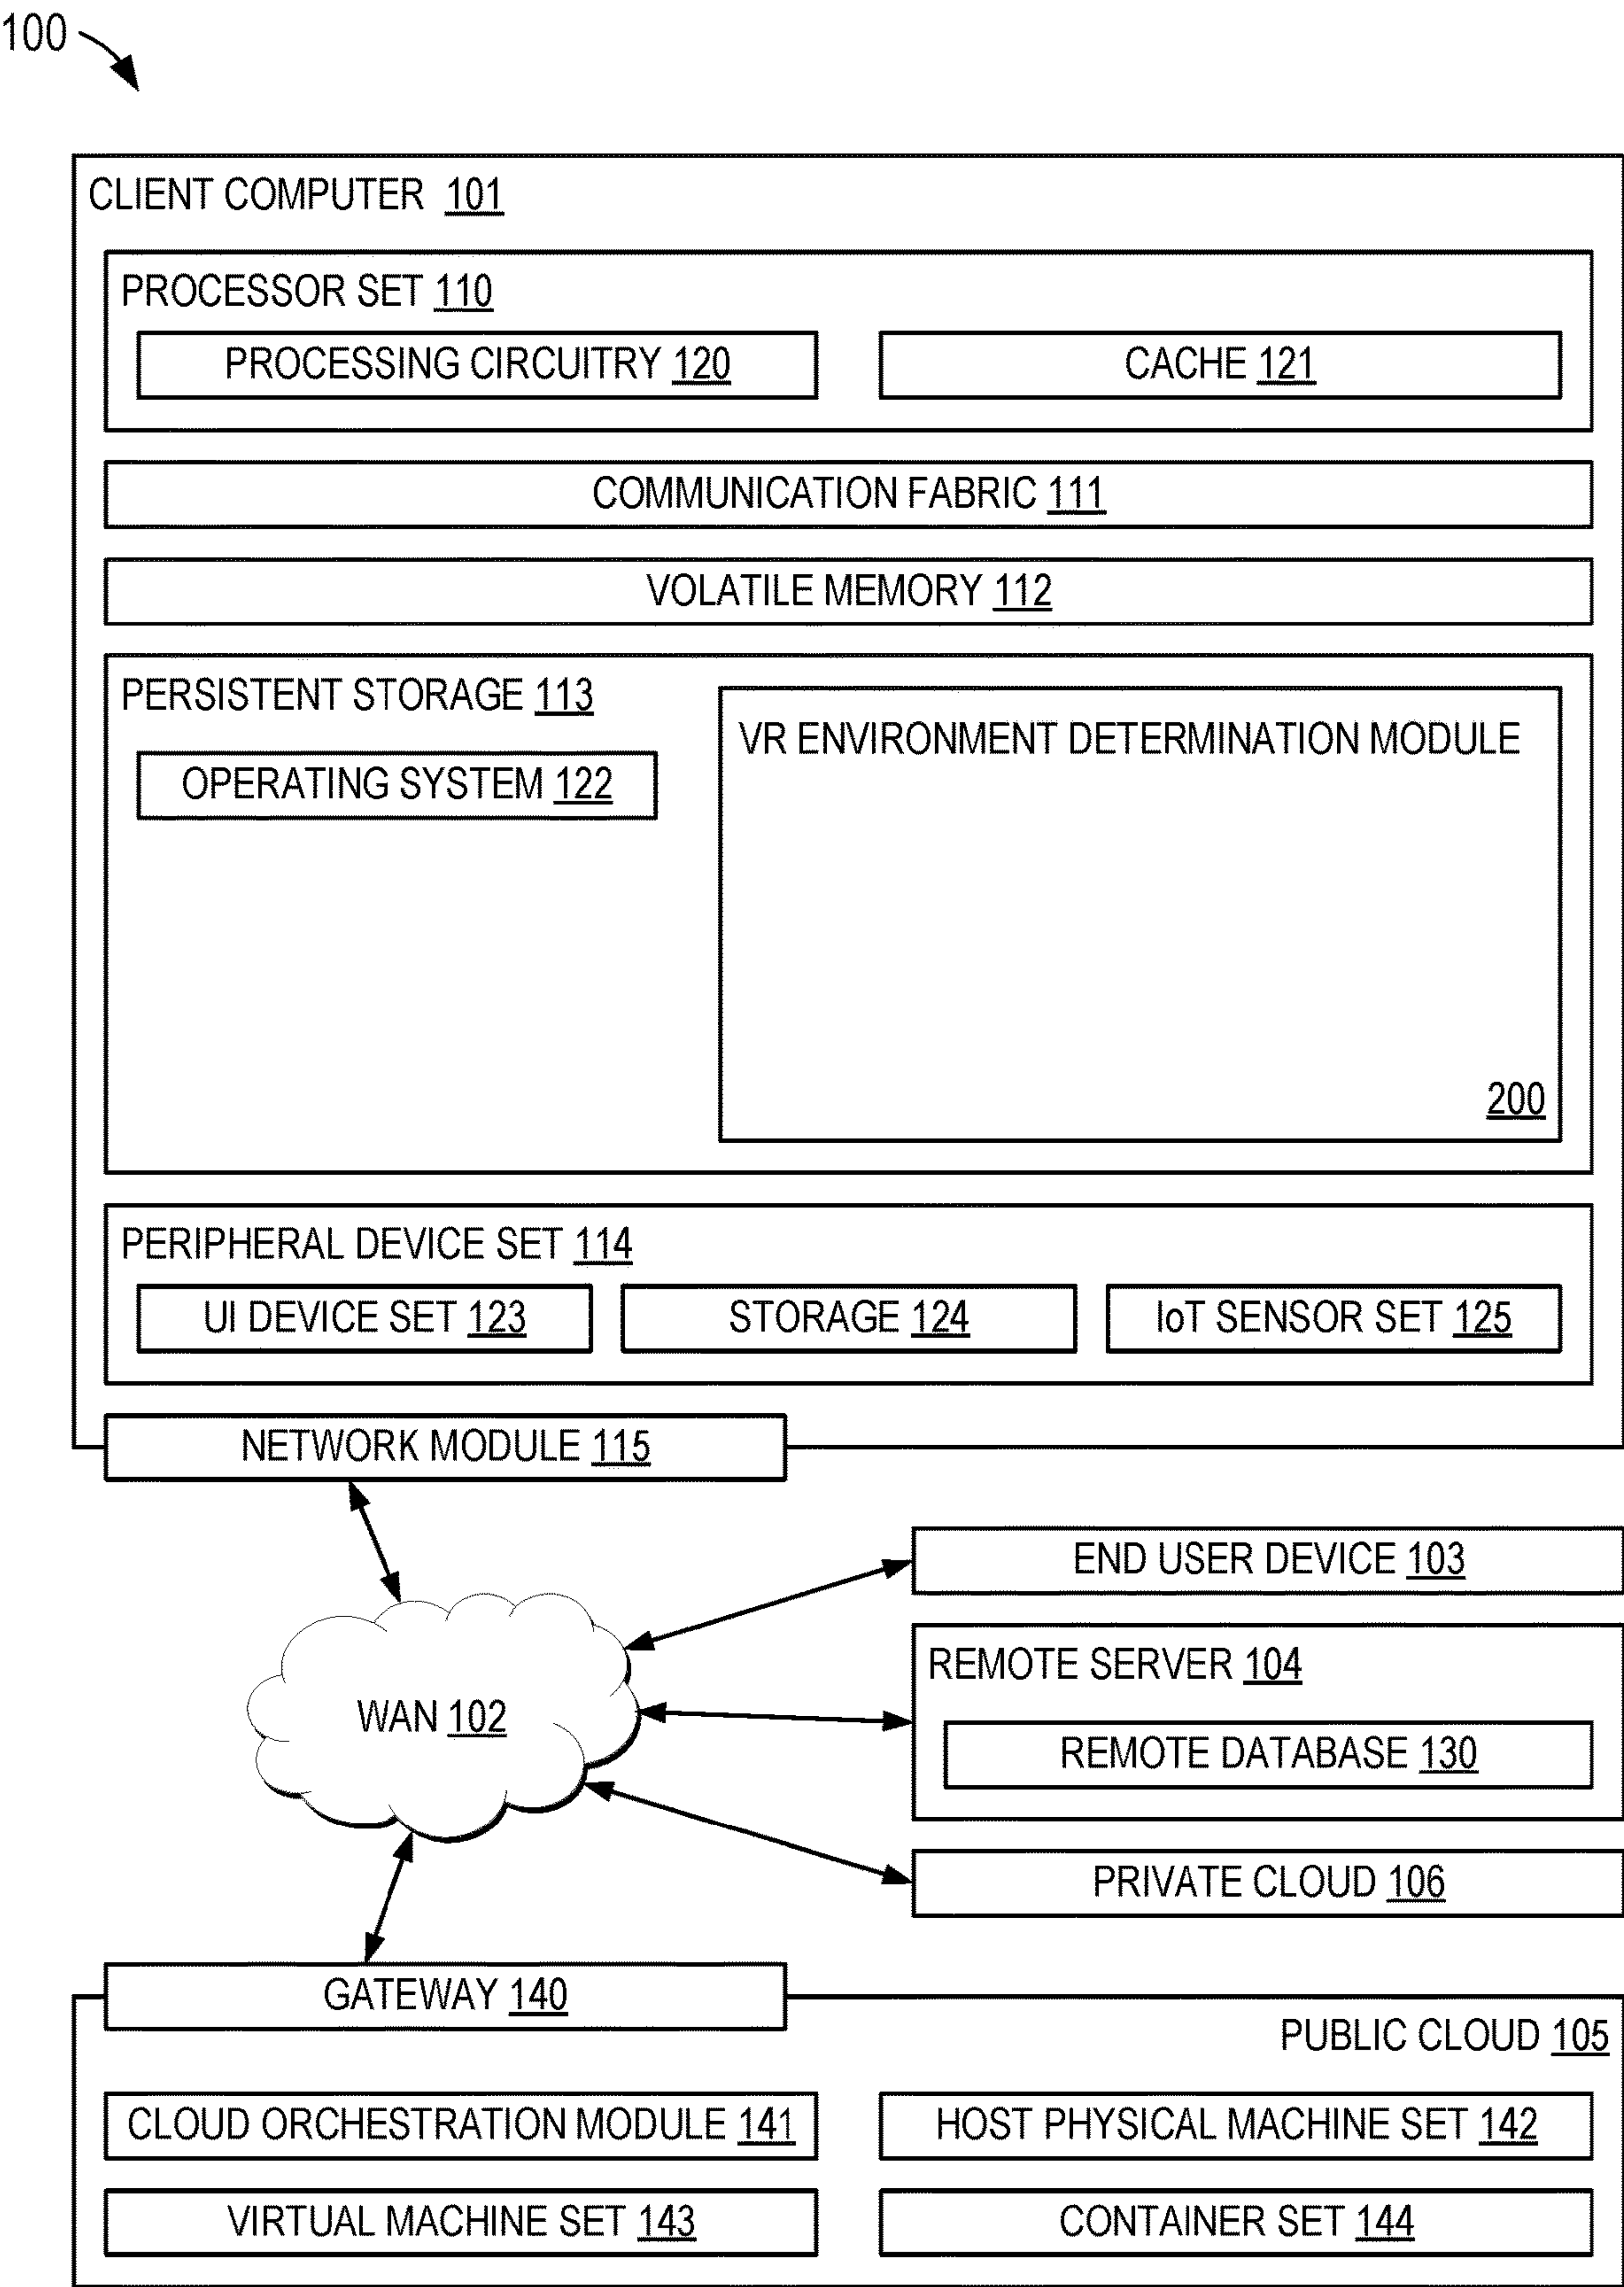 100
CLIENT COMPUTER 101
PROCESSOR SET 110
PROCESSING CIRCUITRY 120
CACHE 121
COMMUNICATION FABRIC 111
VOLATILE MEMORY 112
PERSISTENT STORAGE 113
OPERATING SYSTEM 122
VR ENVIRONMENT DETERMINATION MODULE
200
PERIPHERAL DEVICE SET 114
UI DEVICE SET 123
STORAGE 124
IoT SENSOR SET 125
NETWORK MODULE 115
WAN 102
END USER DEVICE 103
REMOTE SERVER 104
REMOTE DATABASE 130
PRIVATE CLOUD 106
GATEWAY 140
PUBLIC CLOUD 105
CLOUD ORCHESTRATION MODULE 141
HOST PHYSICAL MACHINE SET 142
VIRTUAL MACHINE SET 143
CONTAINER SET 144